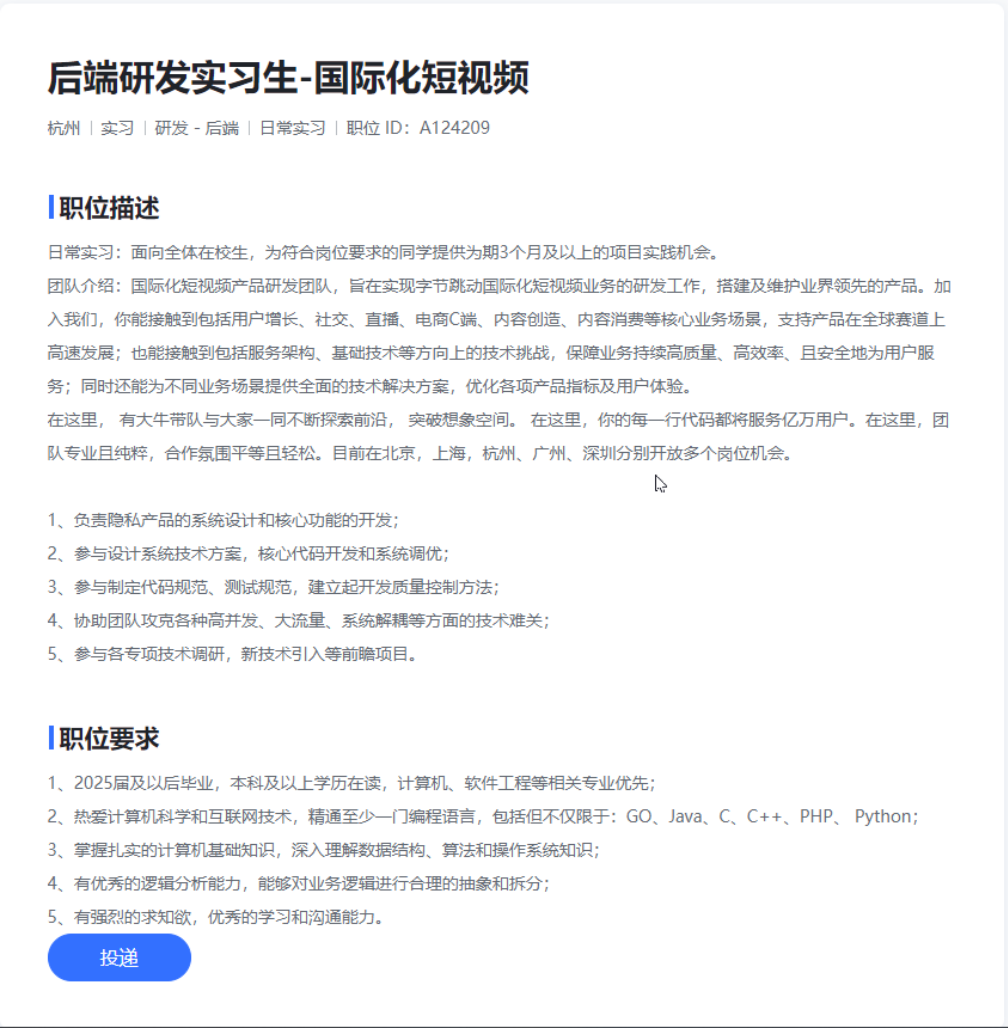 后端研发实习生-国际化短视频
杭州 | 实习 | 研发 - 后端 | 日常实习 | 职位 ID：A124209
职位描述
日常实习：面向全体在校生，为符合岗位要求的同学提供为期3个月及以上的项目实践机会。
团队介绍：国际化短视频产品研发团队，旨在实现字节跳动国际化短视频业务的研发工作，搭建及维护业界领先的产品。加
入我们，你能接触到包括用户增长、社交、直播、电商C端、内容创造、内容消费等核心业务场景，支持产品在全球赛道上
高速发展；也能接触到包括服务架构、基础技术等方向上的技术挑战，保障业务持续高质量、高效率、且安全地为用户服
务；同时还能为不同业务场景提供全面的技术解决方案，优化各项产品指标及用户体验。
在这里， 有大牛带队与大家一同不断探索前沿， 突破想象空间。 在这里，你的每一行代码都将服务亿万用户。在这里，团
队专业且纯粹，合作氛围平等且轻松。目前在北京，上海，杭州、广州、深圳分别开放多个岗位机会。
1、负责隐私产品的系统设计和核心功能的开发；
2、参与设计系统技术方案，核心代码开发和系统调优；
3、参与制定代码规范、测试规范，建立起开发质量控制方法；
4、协助团队攻克各种高并发、大流量、系统解耦等方面的技术难关；
5、参与各专项技术调研，新技术引入等前瞻项目。
职位要求
1、2025届及以后毕业，本科及以上学历在读，计算机、软件工程等相关专业优先；
2、热爱计算机科学和互联网技术，精通至少一门编程语言，包括但不仅限于：GO、Java、C、C++、PHP、 Python；
3、掌握扎实的计算机基础知识，深入理解数据结构、算法和操作系统知识；
4、有优秀的逻辑分析能力，能够对业务逻辑进行合理的抽象和拆分；
5、有强烈的求知欲，优秀的学习和沟通能力。
投递